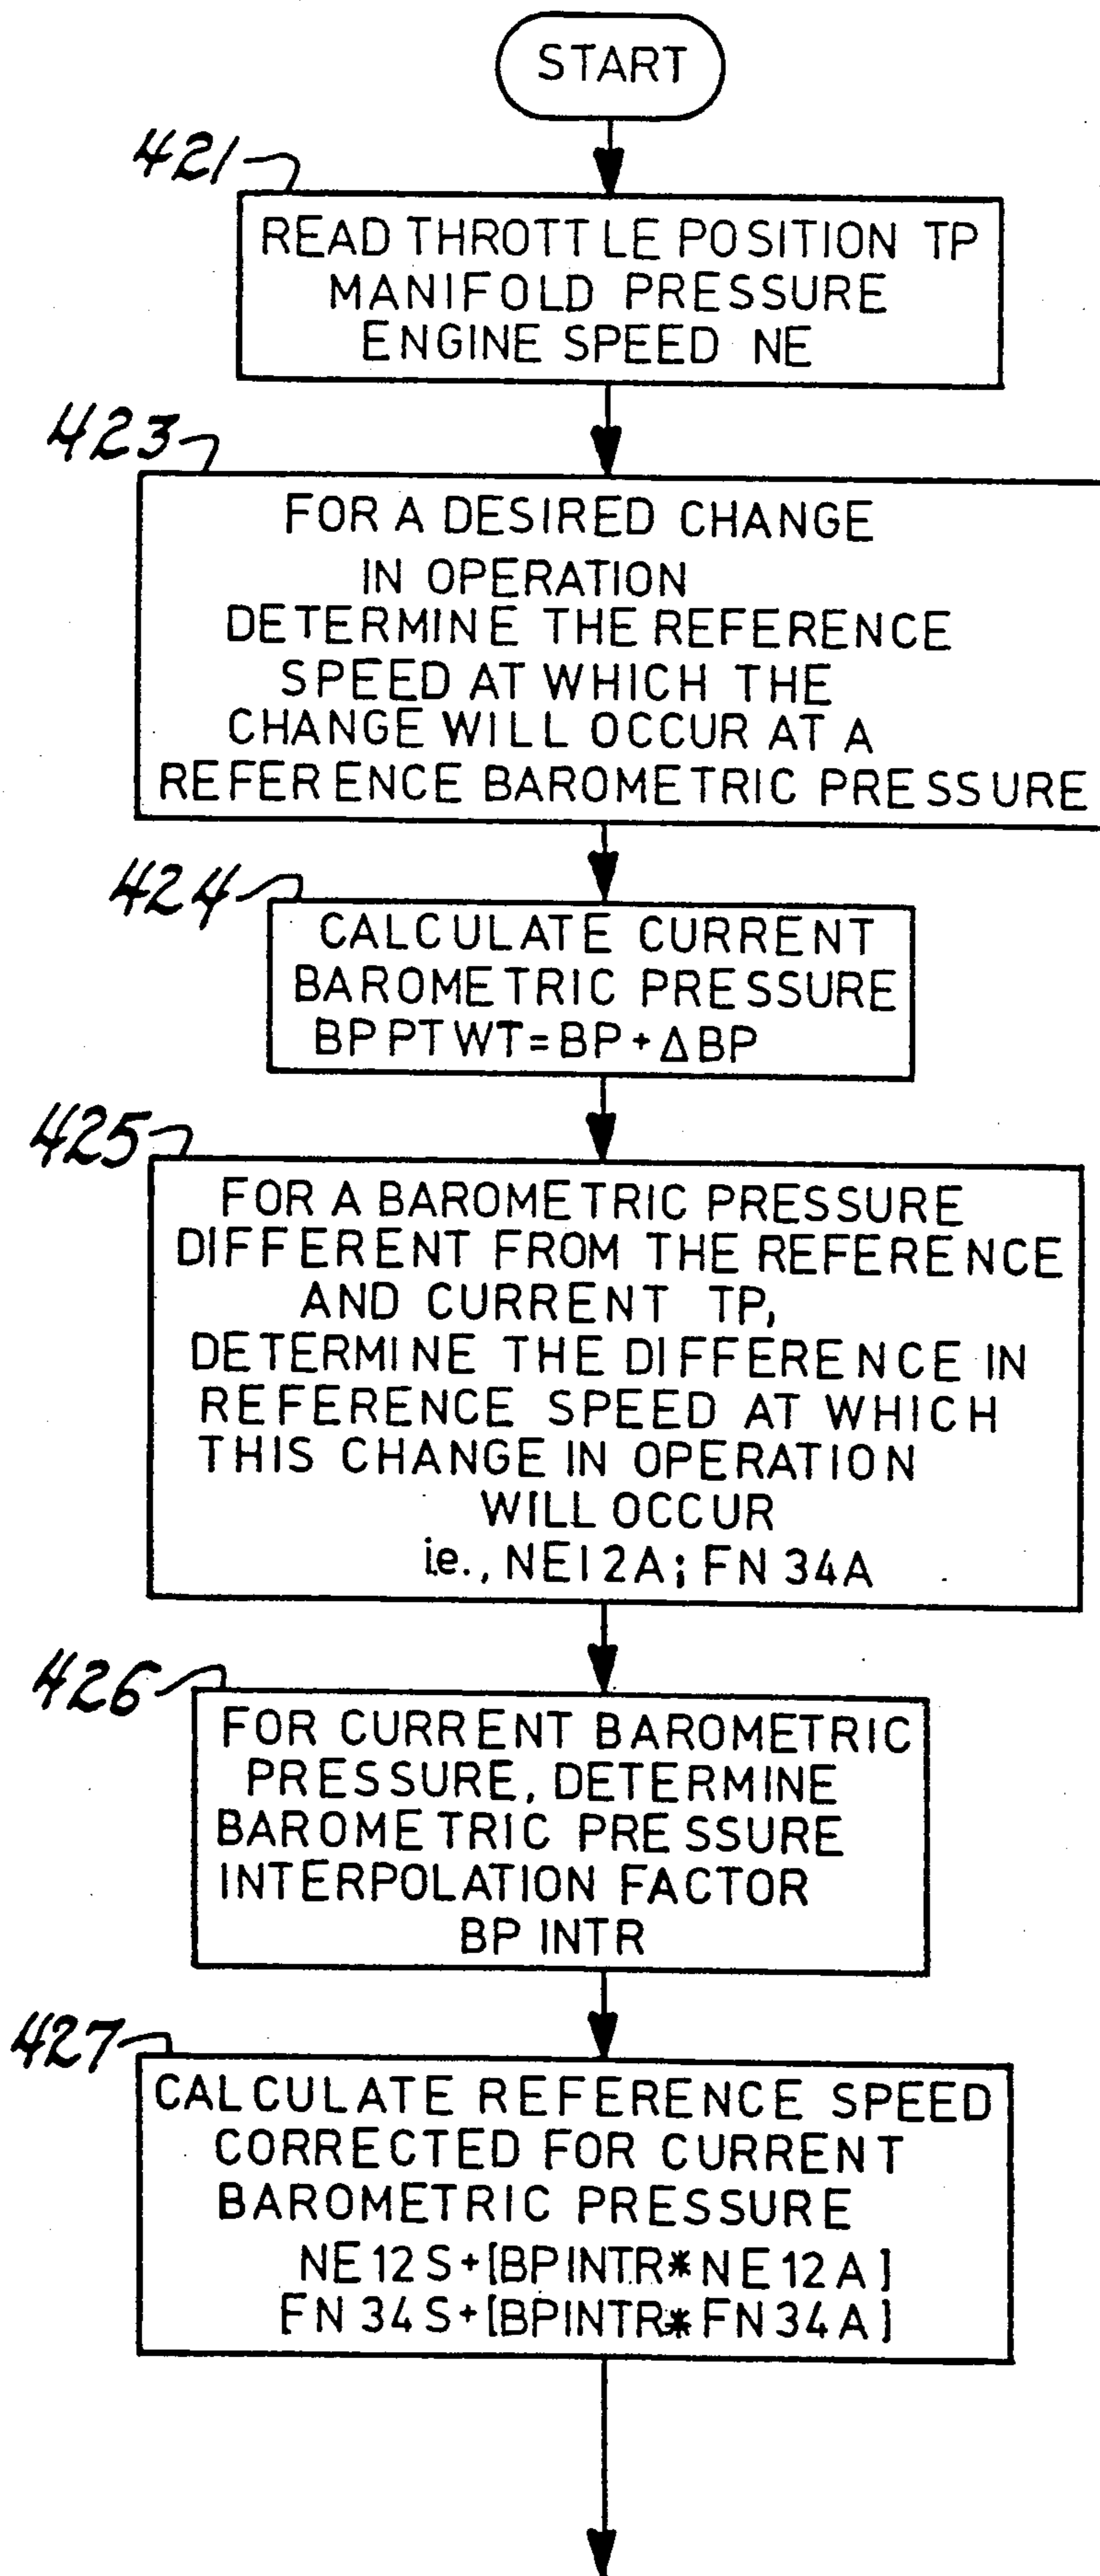 START
421
READ THROTTLE POSITION TP
MANIFOLD PRESSURE
ENGINE SPEED NE
423
FOR A DESIRED CHANGE
IN OPERATION
DETERMINE THE REFERENCE
SPEED AT WHICH THE
CHANGE WILL OCCUR AT A
REFERENCE BAROMETRIC PRESSURE
424
CALCULATE CURRENT
BAROMETRIC PRESSURE
BPPTWT=BP+ΔBP
425
FOR A BAROMETRIC PRESSURE
DIFFERENT FROM THE REFERENCE
AND CURRENT TP,
DETERMINE THE DIFFERENCE IN
REFERENCE SPEED AT WHICH
THIS CHANGE IN OPERATION
WILL OCCUR
i.e., NE12A; FN 34A
426
FOR CURRENT BAROMETRIC
PRESSURE, DETERMINE
BAROMETRIC PRESSURE
INTERPOLATION FACTOR
BP INTR
427
CALCULATE REFERENCE SPEED
CORRECTED FOR CURRENT
BAROMETRIC PRESSURE
NE12S+[BPINTR*NE12A]
FN34S+[BPINTR*FN34A]